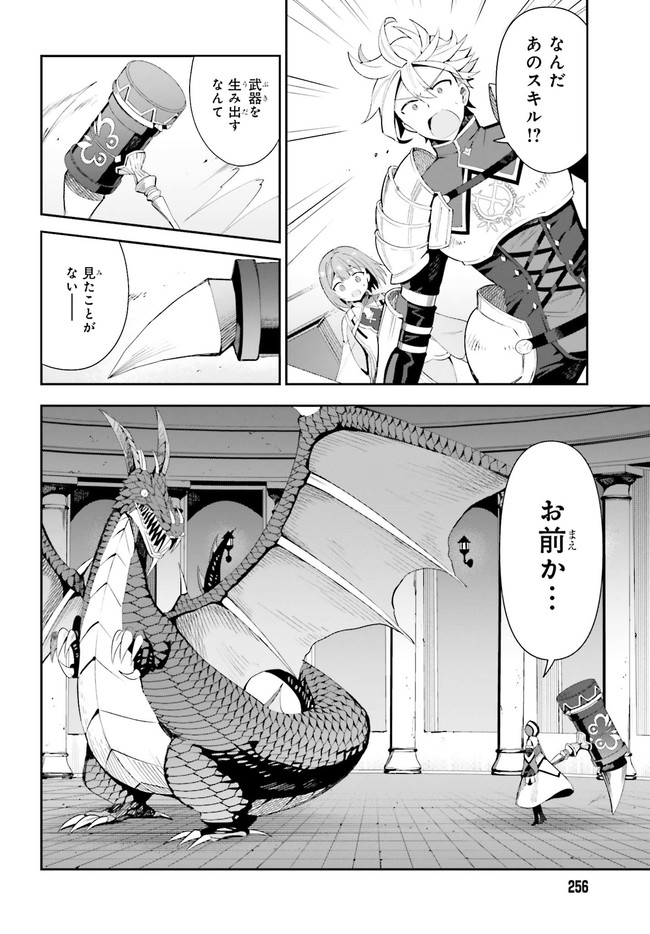 なんだ
あのスキル!?
武器を
生み出す
なんて
見たことが
ない――
お前か…
256